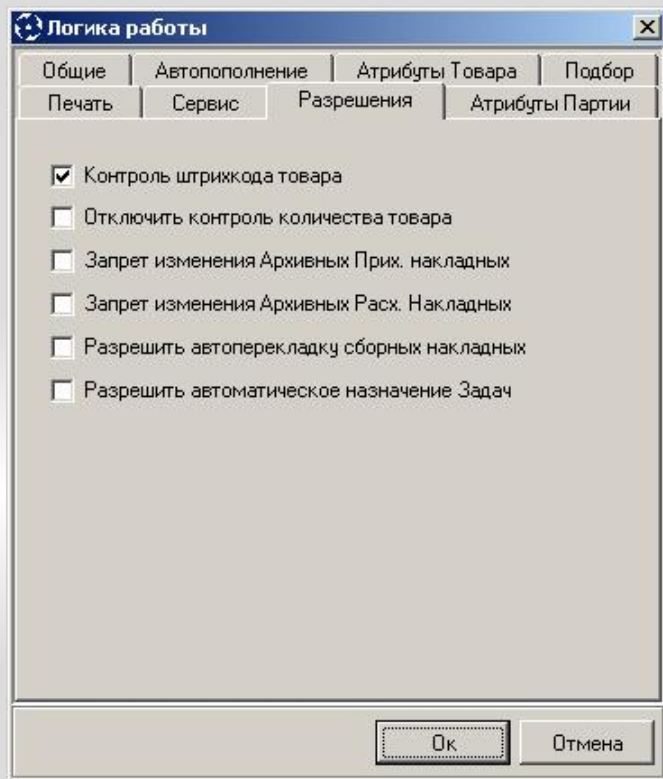 Логика работы
Общие Автопополнение Атрибуты Товара Подбор
Печать Сервис Разрешения Атрибуты Партии
Контроль штрихкода товара
Отключить контроль количества товара
Запрет изменения Архивных Прих. накладных
Запрет изменения Архивных Расх. Накладных
Разрешить автоперекладку сборных накладных
Разрешить автоматическое назначение Задач
Ок Отмена